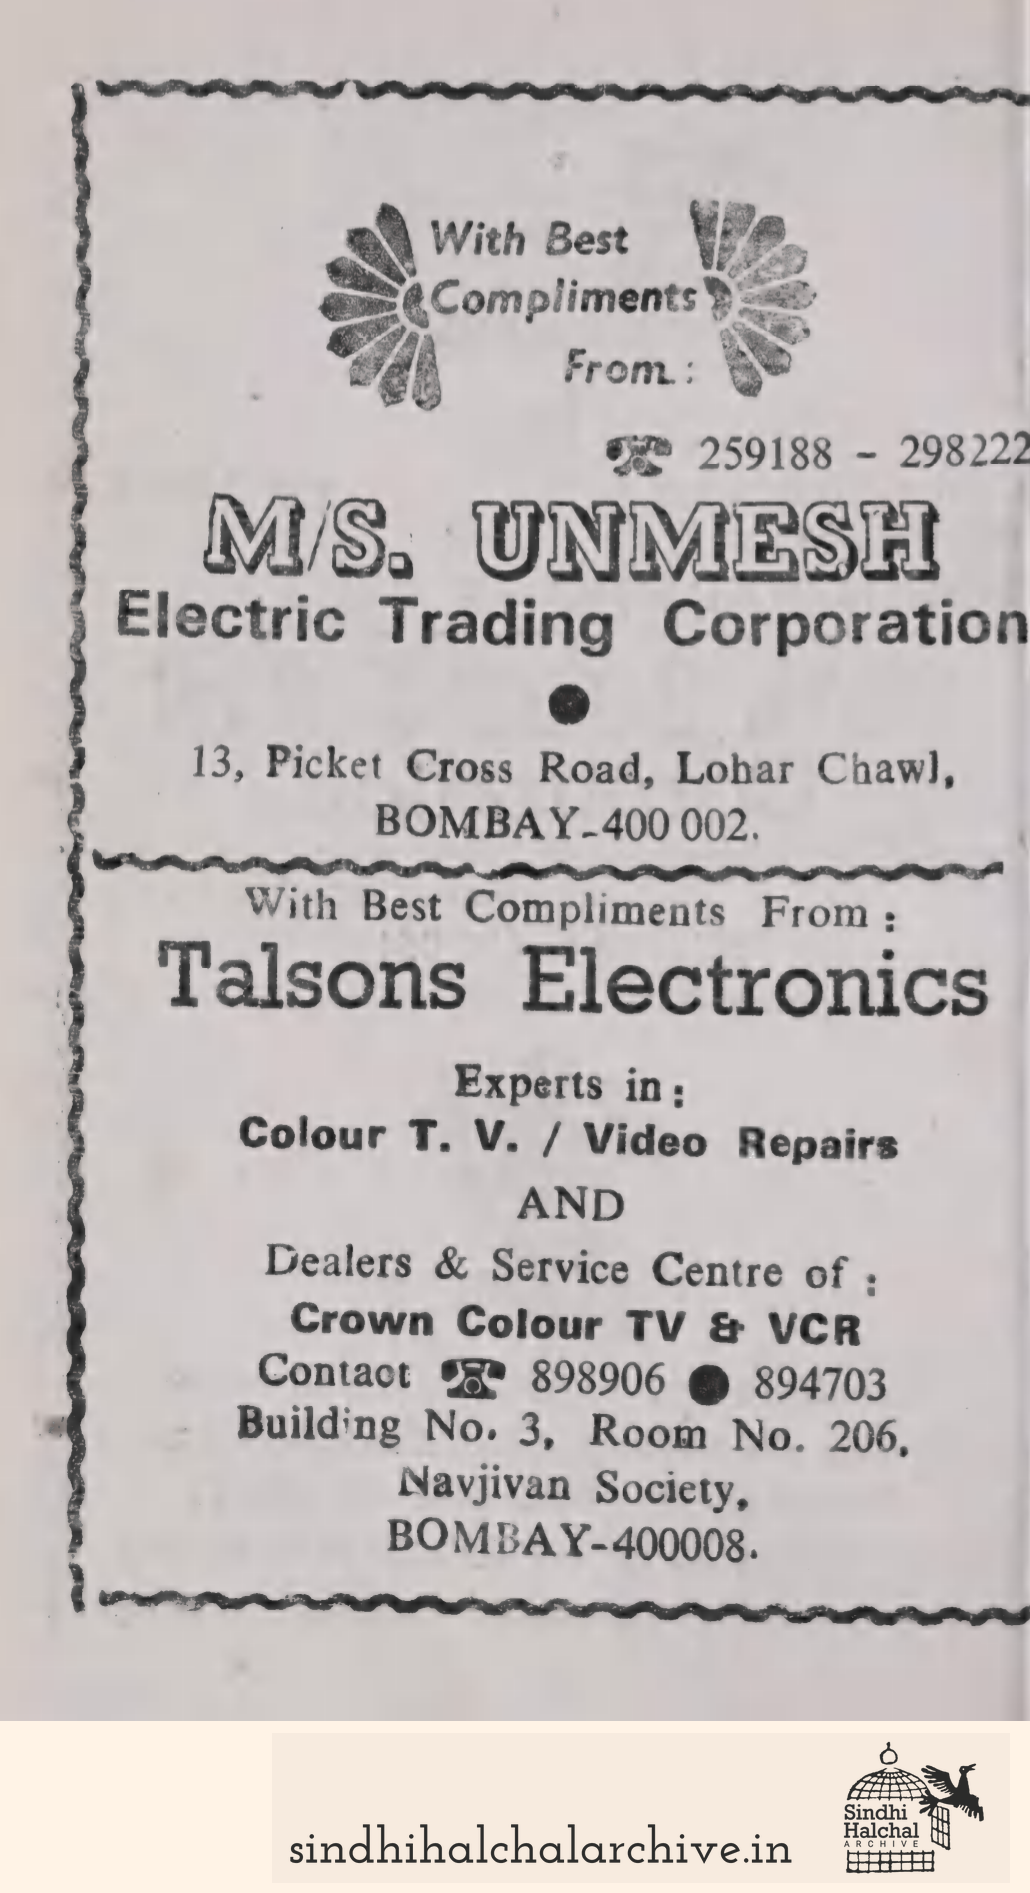 With Best
Compliments
From :
☎ 259188 - 298222
M/S. UNMESH
Electric Trading Corporation
●
13, Picket Cross Road, Lohar Chawl,
BOMBAY-400 002.
With Best Compliments From :
Talsons Electronics
Experts in :
Colour T. V. / Video Repairs
AND
Dealers & Service Centre of :
Crown Colour TV & VCR
Contact ☎ 898906 ● 894703
Building No. 3, Room No. 206,
Navjivan Society,
BOMBAY-400008.
sindhihalchalarchive.in
Sindhi
Halchal
ARCHIVE